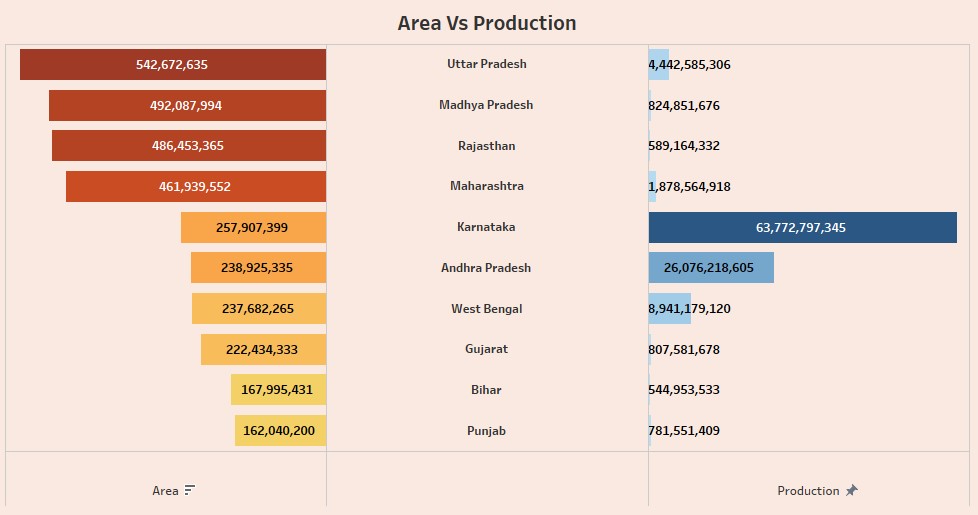 Area Vs Production
542,672,635 Uttar Pradesh 4,442,585,306
492,087,994 Madhya Pradesh 824,851,676
486,453,365 Rajasthan 589,164,332
461,939,552 Maharashtra 1,878,564,918
257,907,399 Karnataka 63,772,797,345
238,925,335 Andhra Pradesh 26,076,218,605
237,682,265 West Bengal 8,941,179,120
222,434,333 Gujarat 807,581,678
167,995,431 Bihar 544,953,533
162,040,200 Punjab 781,551,409
Area Production